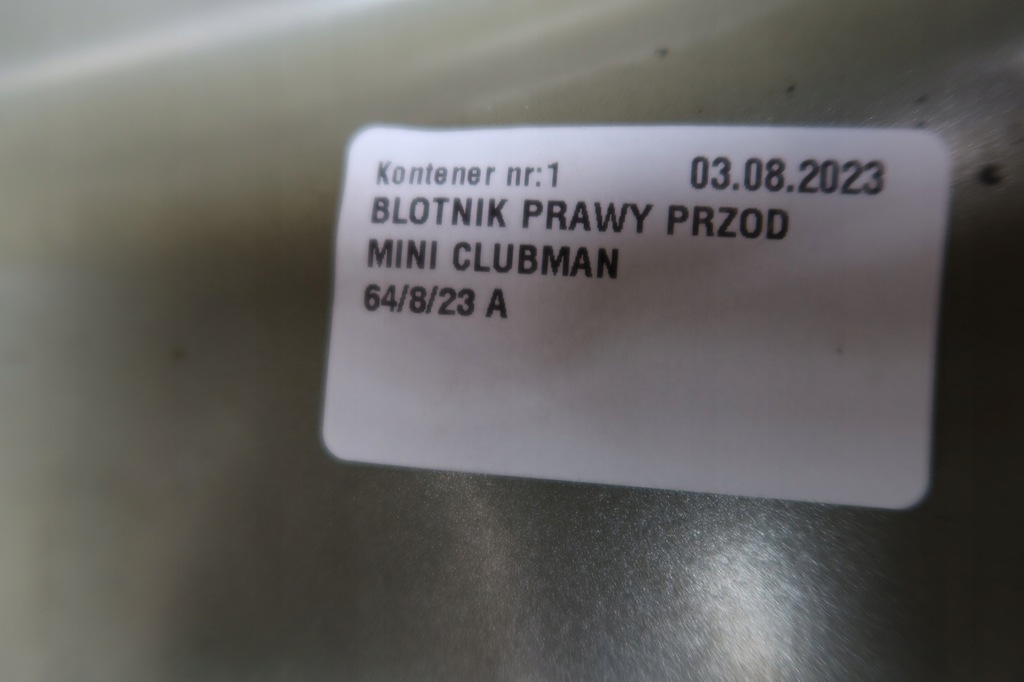 Kontener nr:1 03.08.2023
BLOTNIK PRAWY PRZOD
MINI CLUBMAN
64/8/23 A